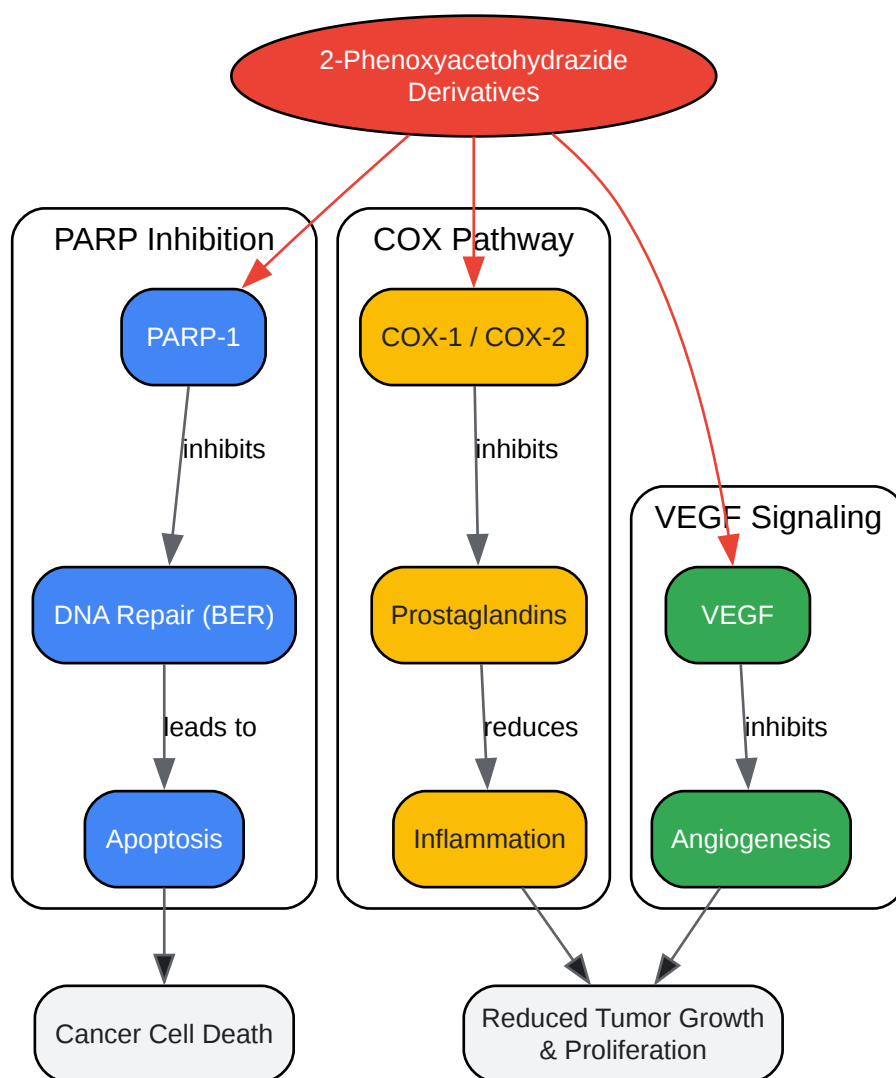 2-Phenoxyacetohydrazide
Derivatives
PARP Inhibition
PARP-1
inhibits
DNA Repair (BER)
leads to
Apoptosis
Cancer Cell Death
COX Pathway
COX-1 / COX-2
inhibits
Prostaglandins
reduces
Inflammation
VEGF Signaling
VEGF
inhibits
Angiogenesis
Reduced Tumor Growth
& Proliferation